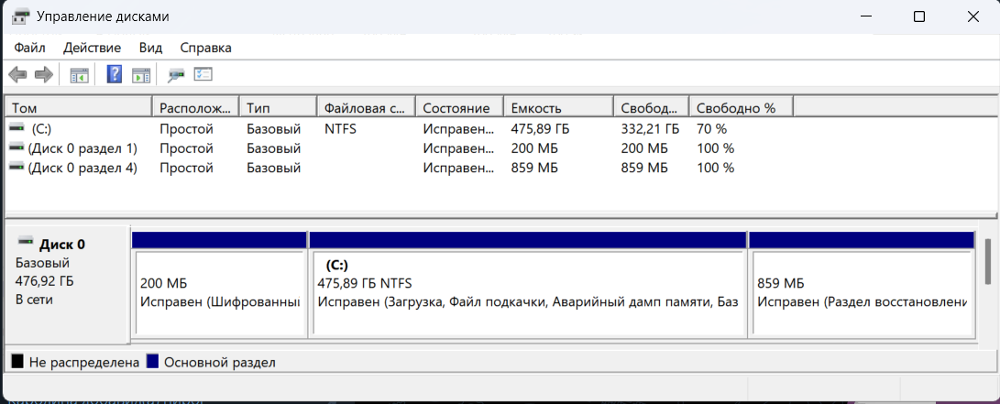 Управление дисками
Файл Действие Вид Справка
Том Располож... Тип Файловая с... Состояние Емкость Свобод... Свободно %
(C:) Простой Базовый NTFS Исправен... 475,89 ГБ 332,21 ГБ 70 %
(Диск 0 раздел 1) Простой Базовый Исправен... 200 МБ 200 МБ 100 %
(Диск 0 раздел 4) Простой Базовый Исправен... 859 МБ 859 МБ 100 %
Диск 0
Базовый
476,92 ГБ
В сети
200 МБ
Исправен (Шифрованный
(C:)
475,89 ГБ NTFS
Исправен (Загрузка, Файл подкачки, Аварийный дамп памяти, Баз
859 МБ
Исправен (Раздел восстановлени
Не распределена Основной раздел